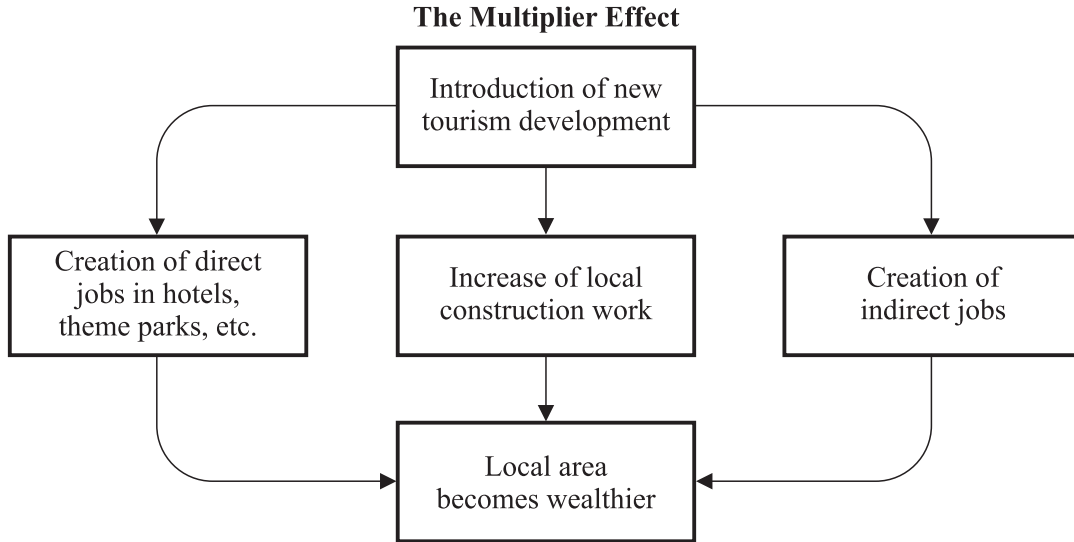 The Multiplier Effect
Introduction of new
tourism development
Creation of direct
jobs in hotels,
theme parks, etc.
Increase of local
construction work
Creation of
indirect jobs
Local area
becomes wealthier